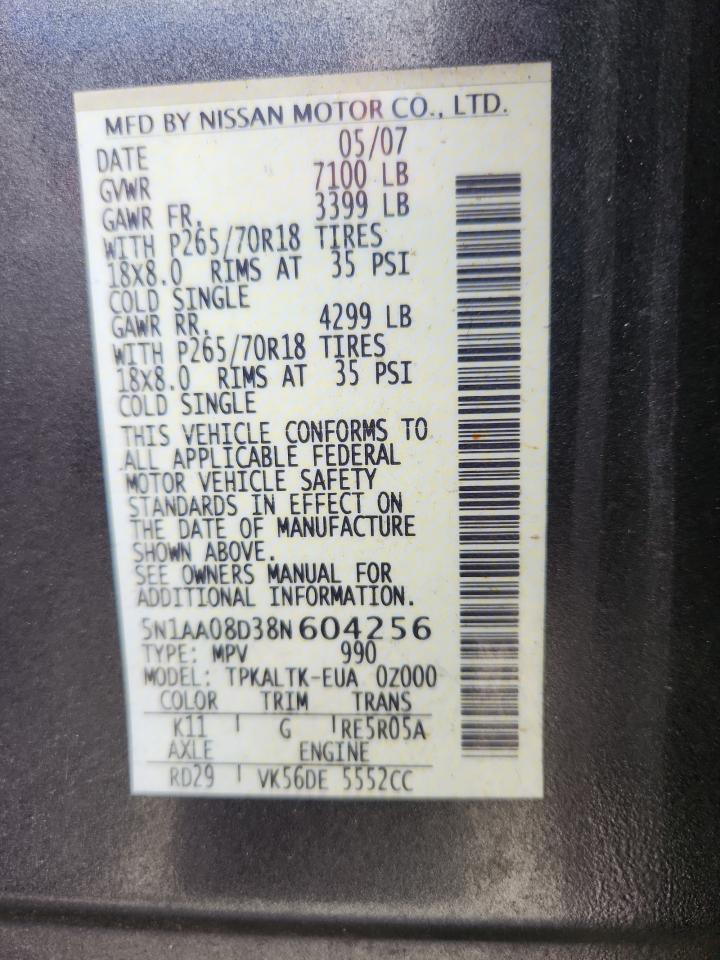 MFD BY NISSAN MOTOR CO., LTD.
DATE 05/07
GVWR 7100 LB
GAWR FR. 3399 LB
WITH P265/70R18 TIRES
18X8.0 RIMS AT 35 PSI
COLD SINGLE
GAWR RR. 4299 LB
WITH P265/70R18 TIRES
18X8.0 RIMS AT 35 PSI
COLD SINGLE
THIS VEHICLE CONFORMS TO
ALL APPLICABLE FEDERAL
MOTOR VEHICLE SAFETY
STANDARDS IN EFFECT ON
THE DATE OF MANUFACTURE
SHOWN ABOVE.
SEE OWNERS MANUAL FOR
ADDITIONAL INFORMATION.
5N1AA08D38N604256
TYPE: MPV 990
MODEL: TPKALTK-EUA 0Z000
COLOR TRIM TRANS
K11 G RE5R05A
AXLE ENGINE
RD29 VK56DE 5552CC